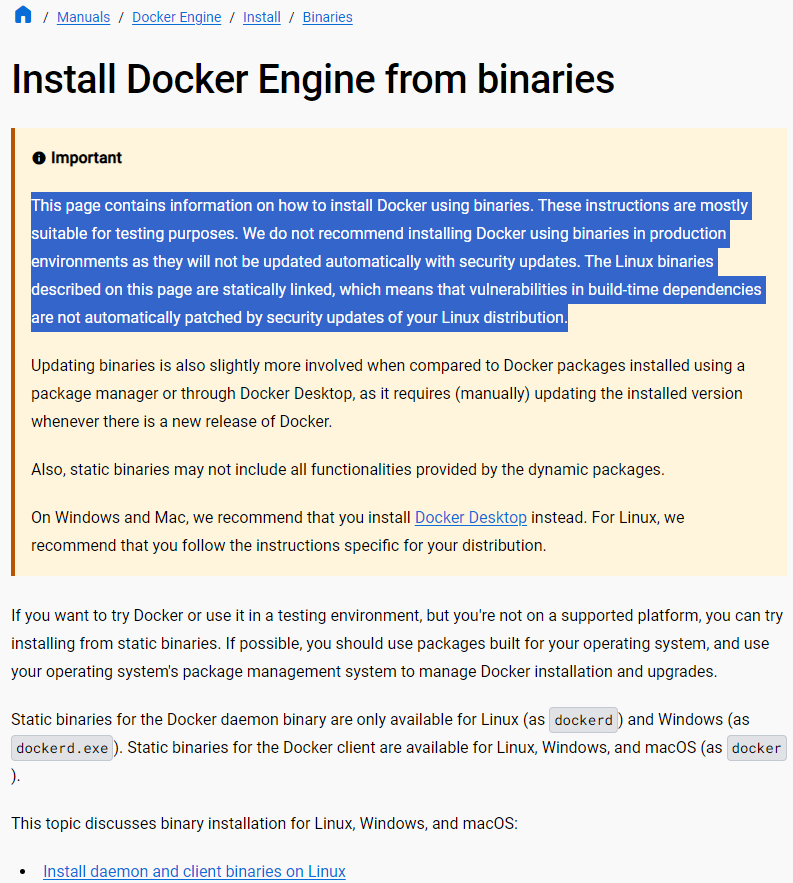 / Manuals / Docker Engine / Install / Binaries
Install Docker Engine from binaries
Important
This page contains information on how to install Docker using binaries. These instructions are mostly
suitable for testing purposes. We do not recommend installing Docker using binaries in production
environments as they will not be updated automatically with security updates. The Linux binaries
described on this page are statically linked, which means that vulnerabilities in build-time dependencies
are not automatically patched by security updates of your Linux distribution.
Updating binaries is also slightly more involved when compared to Docker packages installed using a
package manager or through Docker Desktop, as it requires (manually) updating the installed version
whenever there is a new release of Docker.
Also, static binaries may not include all functionalities provided by the dynamic packages.
On Windows and Mac, we recommend that you install Docker Desktop instead. For Linux, we
recommend that you follow the instructions specific for your distribution.
If you want to try Docker or use it in a testing environment, but you're not on a supported platform, you can try
installing from static binaries. If possible, you should use packages built for your operating system, and use
your operating system's package management system to manage Docker installation and upgrades.
Static binaries for the Docker daemon binary are only available for Linux (as dockerd) and Windows (as
dockerd.exe). Static binaries for the Docker client are available for Linux, Windows, and macOS (as docker
).
This topic discusses binary installation for Linux, Windows, and macOS:
• Install daemon and client binaries on Linux